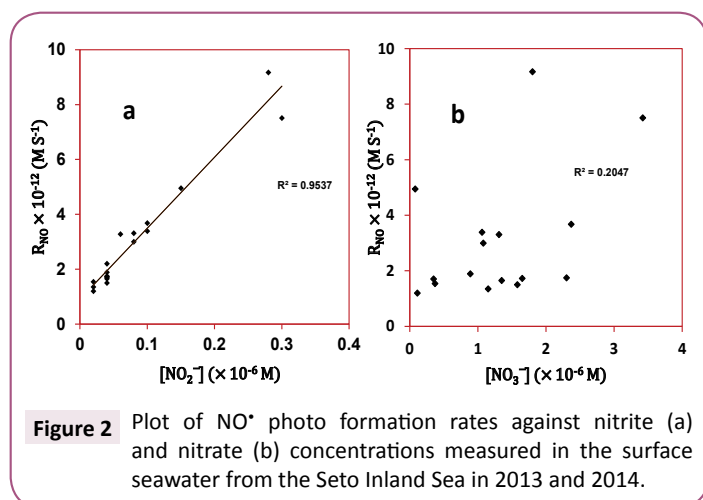 10
8
6
4
2
0
R_NO × 10⁻¹² (M S⁻¹)
a
R² = 0.9537
0 0.1 0.2 0.3 0.4
[NO₂⁻] (× 10⁻⁶ M)
10
8
6
4
2
0
R_NO × 10⁻¹² (M S⁻¹)
b
R² = 0.2047
0 1 2 3 4
[NO₃⁻] (× 10⁻⁶ M)
Figure 2 Plot of NO• photo formation rates against nitrite (a)
and nitrate (b) concentrations measured in the surface
seawater from the Seto Inland Sea in 2013 and 2014.